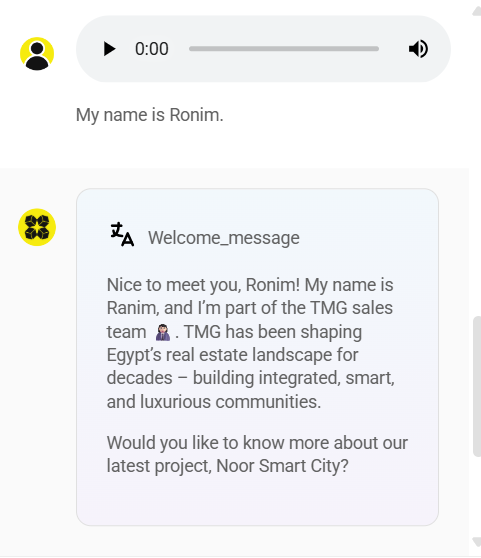 0:00
My name is Ronim.
Welcome_message
Nice to meet you, Ronim! My name is
Ranim, and I’m part of the TMG sales
team 👩🏻‍💼 . TMG has been shaping
Egypt’s real estate landscape for
decades – building integrated, smart,
and luxurious communities.
Would you like to know more about our
latest project, Noor Smart City?